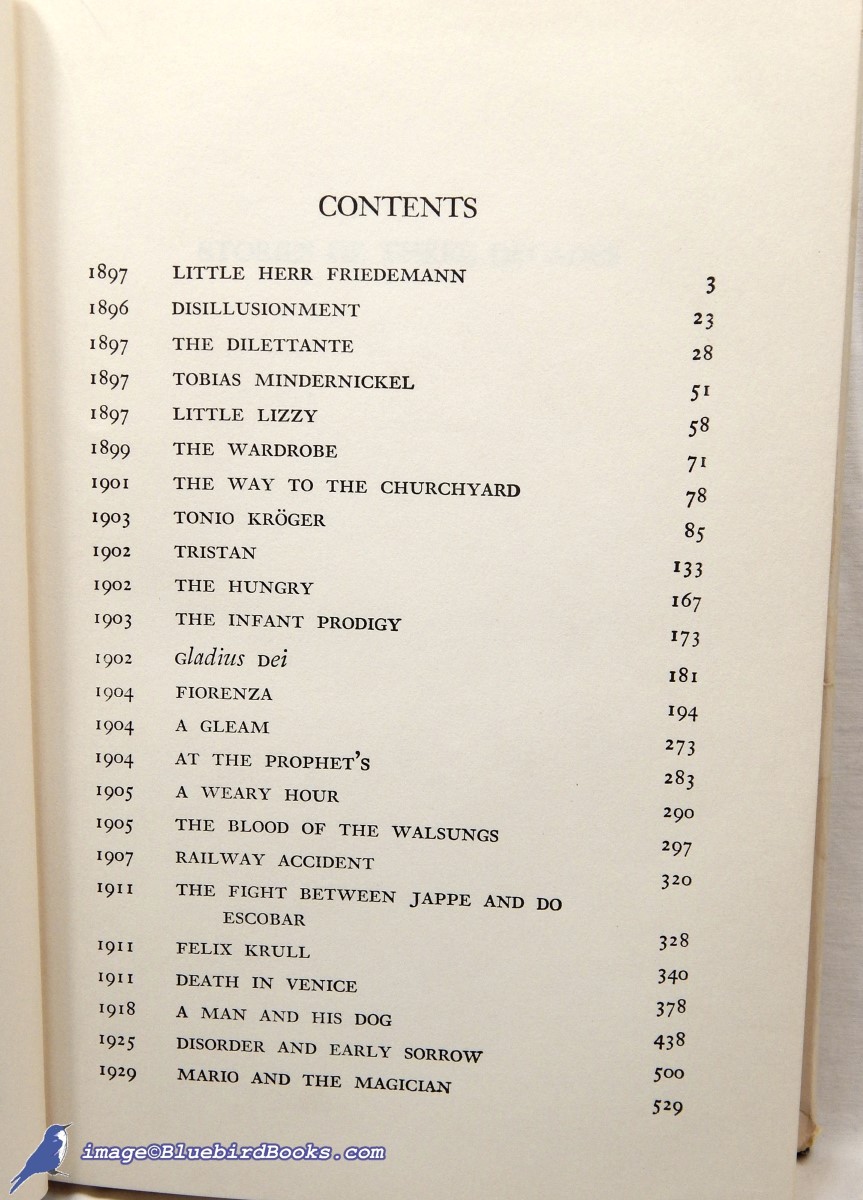 CONTENTS
1897 LITTLE HERR FRIEDEMANN 3
1896 DISILLUSIONMENT 23
1897 THE DILETTANTE 28
1897 TOBIAS MINDERNICKEL 51
1897 LITTLE LIZZY 58
1899 THE WARDROBE 71
1901 THE WAY TO THE CHURCHYARD 78
1903 TONIO KRÖGER 85
1902 TRISTAN 133
1902 THE HUNGRY 167
1903 THE INFANT PRODIGY 173
1902 Gladius Dei 181
1904 FIORENZA 194
1904 A GLEAM 273
1904 AT THE PROPHET'S 283
1905 A WEARY HOUR 290
1905 THE BLOOD OF THE WALSUNGS 297
1907 RAILWAY ACCIDENT 320
1911 THE FIGHT BETWEEN JAPPE AND DO
ESCOBAR 328
1911 FELIX KRULL 340
1911 DEATH IN VENICE 378
1918 A MAN AND HIS DOG 438
1925 DISORDER AND EARLY SORROW 500
1929 MARIO AND THE MAGICIAN 529
image©BluebirdBooks.com